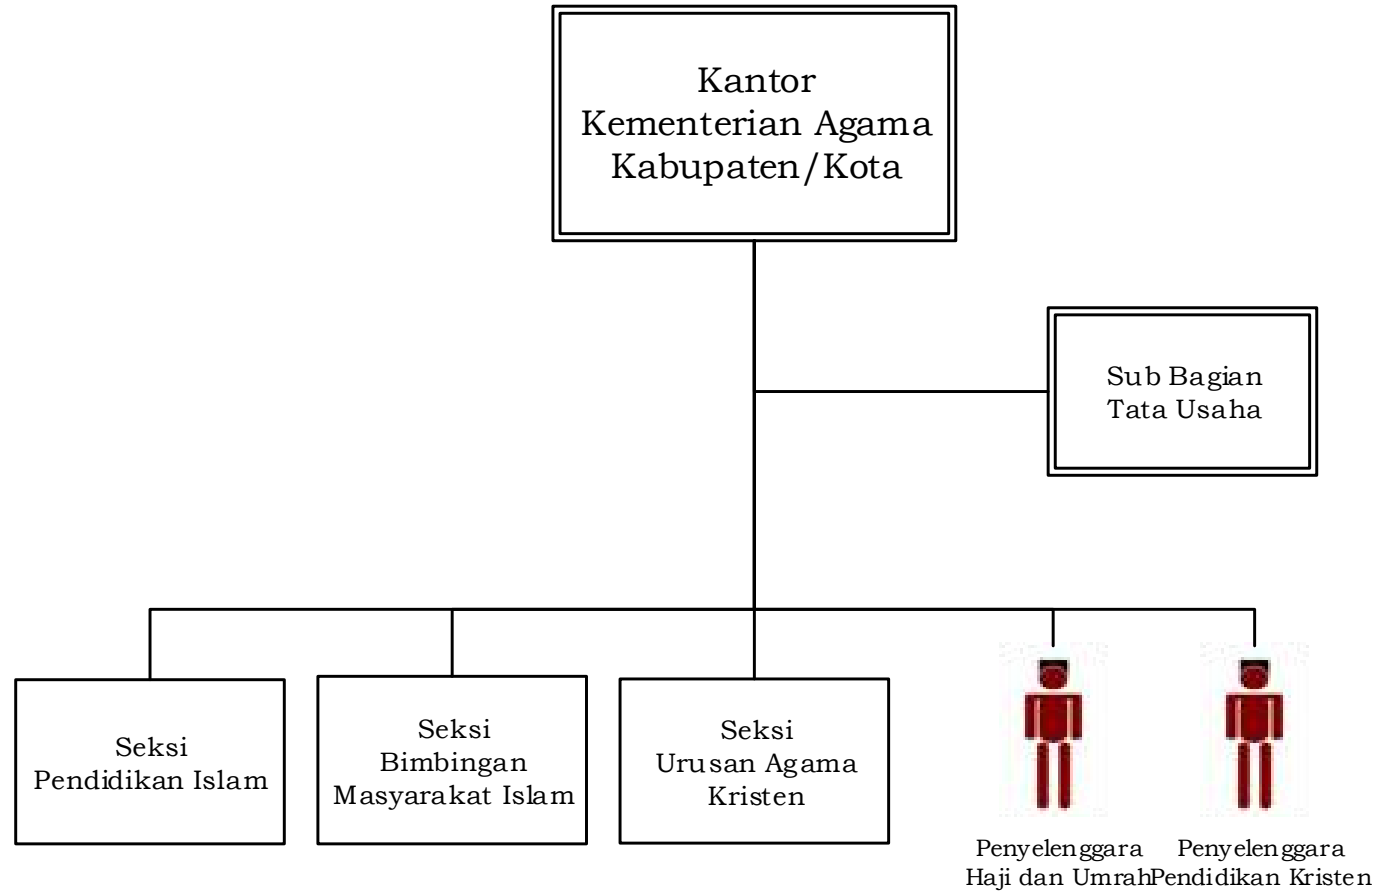 Kantor
Kementerian Agama
Kabupaten/Kota
Sub Bagian
Tata Usaha
Seksi
Pendidikan Islam
Seksi
Bimbingan
Masyarakat Islam
Seksi
Urusan Agama
Kristen
Penyelenggara
Haji dan Umrah
Penyelenggara
Pendidikan Kristen